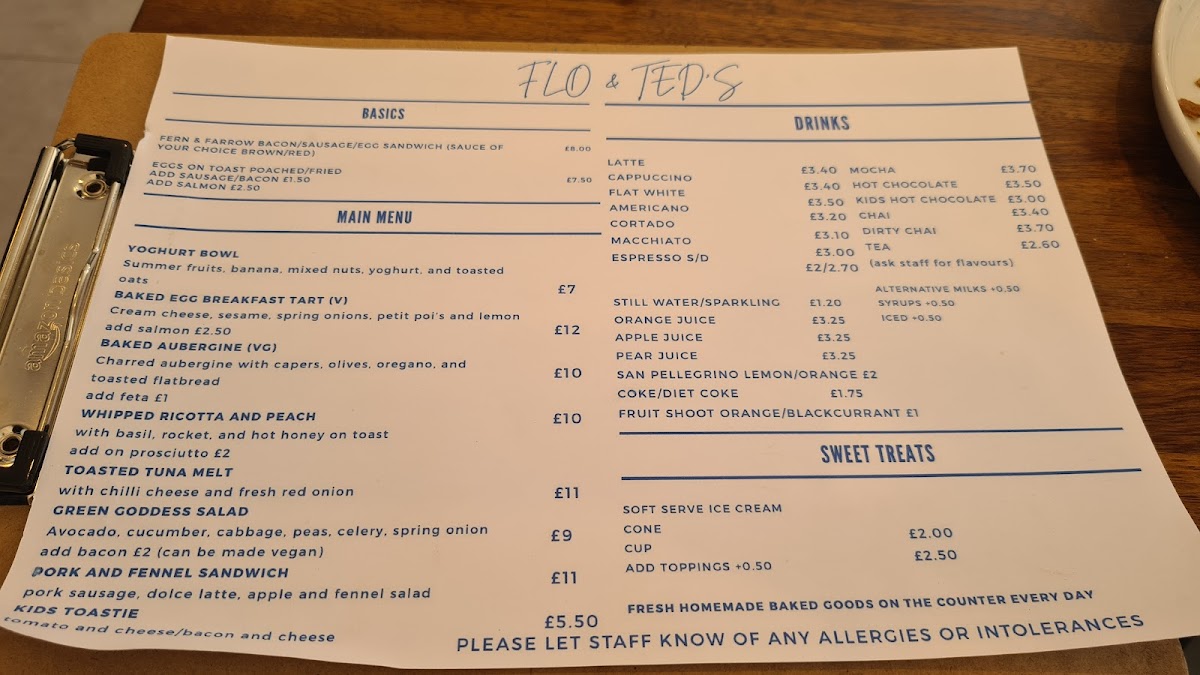 FLO & TED'S
BASICS
FERN & FARROW BACON/SAUSAGE/EGG SANDWICH (SAUCE OF
YOUR CHOICE BROWN/RED) £8.00
EGGS ON TOAST POACHED/FRIED £7.50
ADD SAUSAGE/BACON £1.50
ADD SALMON £2.50
MAIN MENU
YOGHURT BOWL
Summer fruits, banana, mixed nuts, yoghurt, and toasted
oats £7
BAKED EGG BREAKFAST TART (V)
Cream cheese, sesame, spring onions, petit poi's and lemon
add salmon £2.50 £12
BAKED AUBERGINE (VG)
Charred aubergine with capers, olives, oregano, and £10
toasted flatbread
add feta £1
WHIPPED RICOTTA AND PEACH £10
with basil, rocket, and hot honey on toast
add on prosciutto £2
TOASTED TUNA MELT
with chilli cheese and fresh red onion £11
GREEN GODDESS SALAD
Avocado, cucumber, cabbage, peas, celery, spring onion £9
add bacon £2 (can be made vegan)
PORK AND FENNEL SANDWICH £11
pork sausage, dolce latte, apple and fennel salad
KIDS TOASTIE £5.50
tomato and cheese/bacon and cheese
DRINKS
LATTE £3.40
CAPPUCCINO £3.40
FLAT WHITE £3.50
AMERICANO £3.20
CORTADO £3.10
MACCHIATO £3.00
ESPRESSO S/D £2/2.70
MOCHA £3.70
HOT CHOCOLATE £3.50
KIDS HOT CHOCOLATE £3.00
CHAI £3.40
DIRTY CHAI £3.70
TEA £2.60
(ask staff for flavours)
ALTERNATIVE MILKS +0.50
SYRUPS +0.50
ICED +0.50
STILL WATER/SPARKLING £1.20
ORANGE JUICE £3.25
APPLE JUICE £3.25
PEAR JUICE £3.25
SAN PELLEGRINO LEMON/ORANGE £2
COKE/DIET COKE £1.75
FRUIT SHOOT ORANGE/BLACKCURRANT £1
SWEET TREATS
SOFT SERVE ICE CREAM
CONE £2.00
CUP £2.50
ADD TOPPINGS +0.50
FRESH HOMEMADE BAKED GOODS ON THE COUNTER EVERY DAY
PLEASE LET STAFF KNOW OF ANY ALLERGIES OR INTOLERANCES
amazon basics